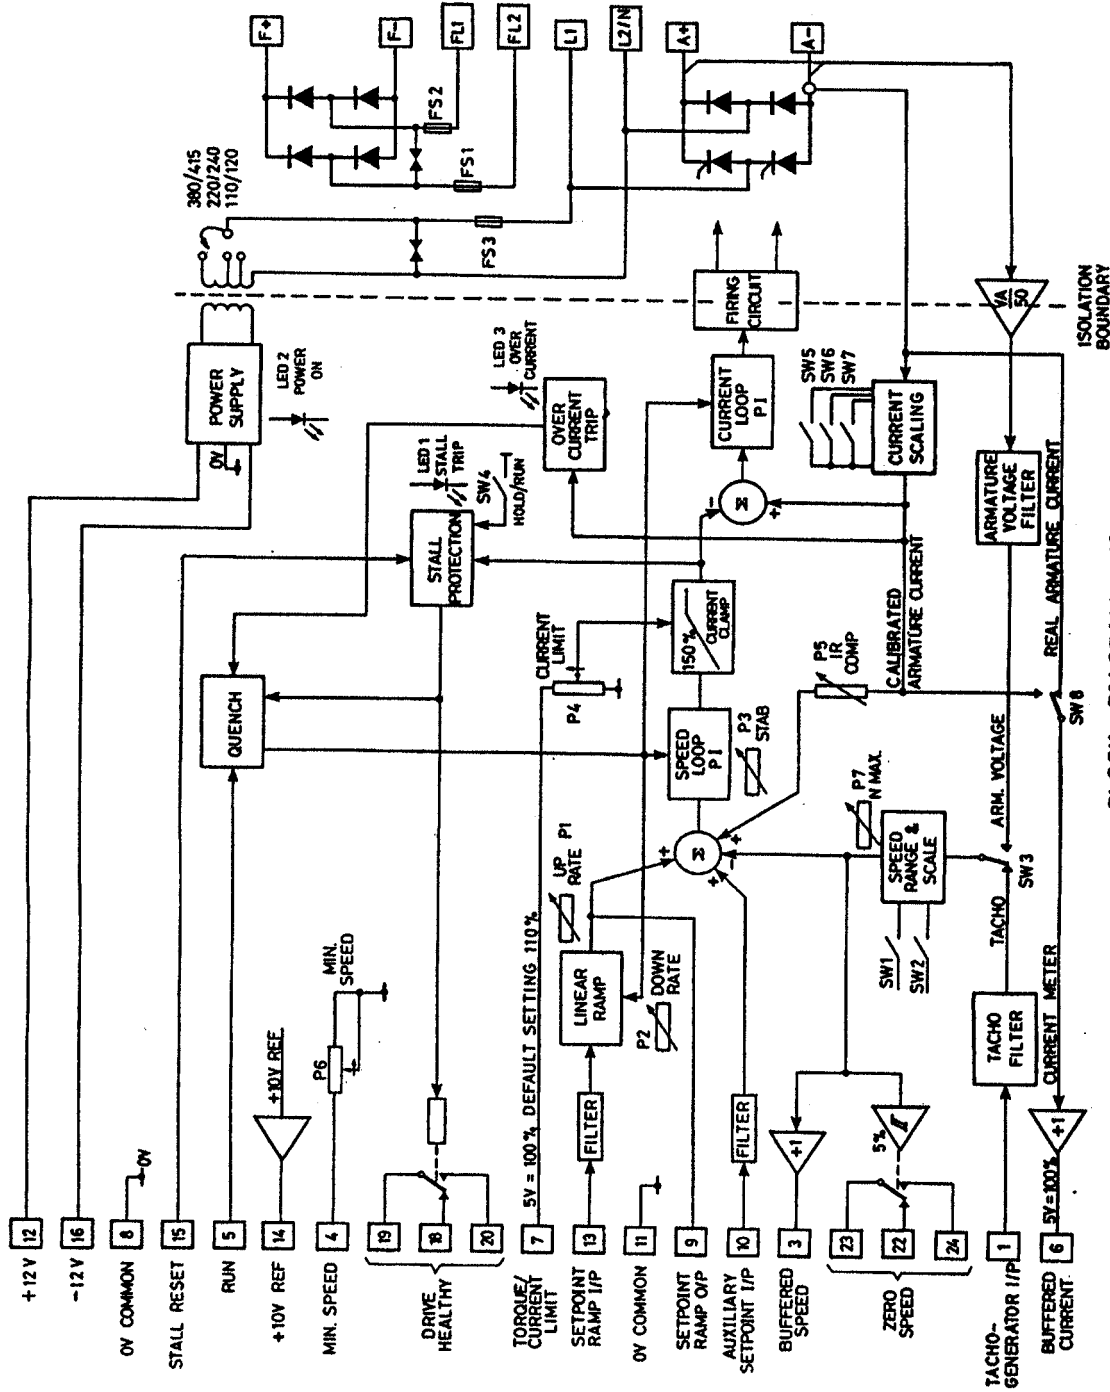 +12V
12
-12V
16
0V COMMON
8
0V
STALL RESET
15
RUN
5
+10V REF
14
+10V REF
MIN. SPEED
4
P6
MIN.
SPEED
DRIVE
HEALTHY
19
18
20
TORQUE/
CURRENT
LIMIT
7
5V = 100% DEFAULT SETTING 110%
SETPOINT
RAMP I/P
13
FILTER
LINEAR
RAMP
UP
RATE
P1
P2
DOWN
RATE
0V COMMON
11
SETPOINT
RAMP O/P
9
AUXILIARY
SETPOINT I/P
10
FILTER
BUFFERED
SPEED
3
+1
ZERO
SPEED
23
22
24
5%
TACHO-
GENERATOR I/P
1
TACHO
FILTER
TACHO
SW3
ARM. VOLTAGE
BUFFERED
CURRENT
6
5V=100%
+1
CURRENT METER
SW8
REAL ARMATURE CURRENT
SW1
SW2
SPEED
RANGE &
SCALE
P7
N MAX.
Σ
+
+
-
+
SPEED
LOOP
PI
P3
STAB
150%
CURRENT
CLAMP
P4
CURRENT
LIMIT
P5
IR
COMP
CALIBRATED
ARMATURE CURRENT
QUENCH
STALL
PROTECTION
LED 1
STALL
TRIP
SW4
HOLD/RUN
OVER
CURRENT
TRIP
LED 3
OVER
CURRENT
POWER
SUPPLY
0V
LED 2
POWER
ON
Σ
-
+
CURRENT
LOOP
PI
FIRING
CIRCUIT
CURRENT
SCALING
SW5
SW6
SW7
ARMATURE
VOLTAGE
FILTER
VA
50
ISOLATION
BOUNDARY
380/415
220/240
110/120
FS3
FS1
FS2
F+
F-
FL1
FL2
L1
L2/N
A+
A-